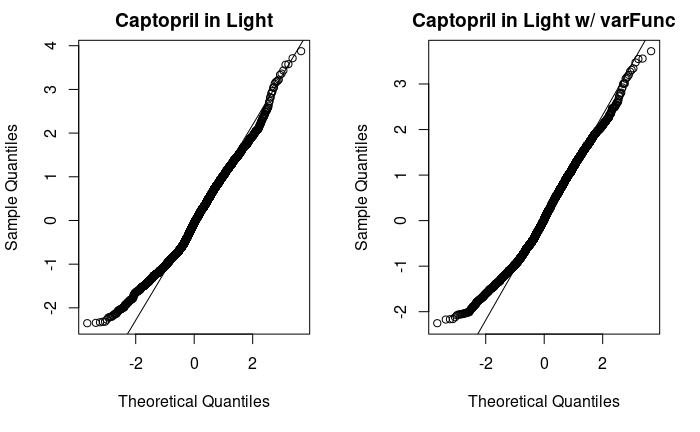 Captopril in Light
Sample Quantiles
4
3
2
1
0
-1
-2
-2 0 2
Theoretical Quantiles
Captopril in Light w/ varFunc
Sample Quantiles
3
2
1
0
-1
-2
-2 0 2
Theoretical Quantiles